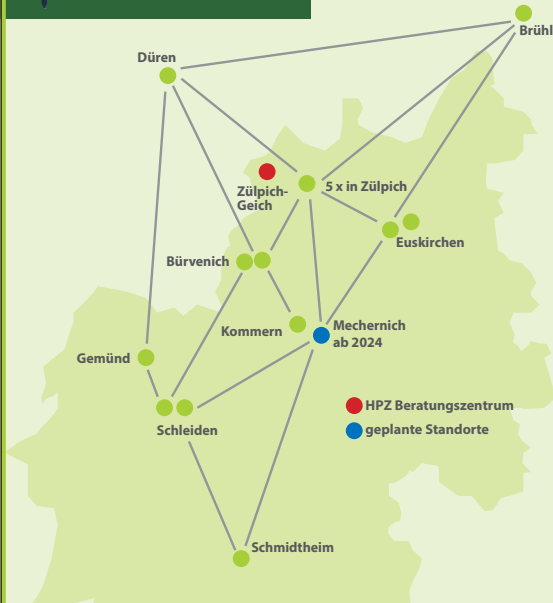 Brühl
Düren
5 x in Zülpich
Zülpich-
Geich
Euskirchen
Bürvenich
Kommern
Mechernich
ab 2024
Gemünd
HPZ Beratungszentrum
geplante Standorte
Schleiden
Schmidtheim